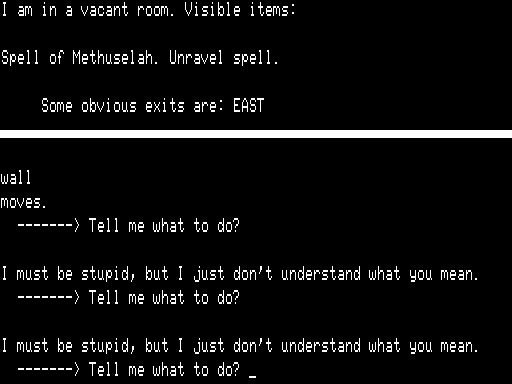 I am in a vacant room. Visible items:
Spell of Methuselah. Unravel spell.
Some obvious exits are: EAST
wall
moves.
-------> Tell me what to do?
I must be stupid, but I just don't understand what you mean.
-------> Tell me what to do?
I must be stupid, but I just don't understand what you mean.
-------> Tell me what to do? _